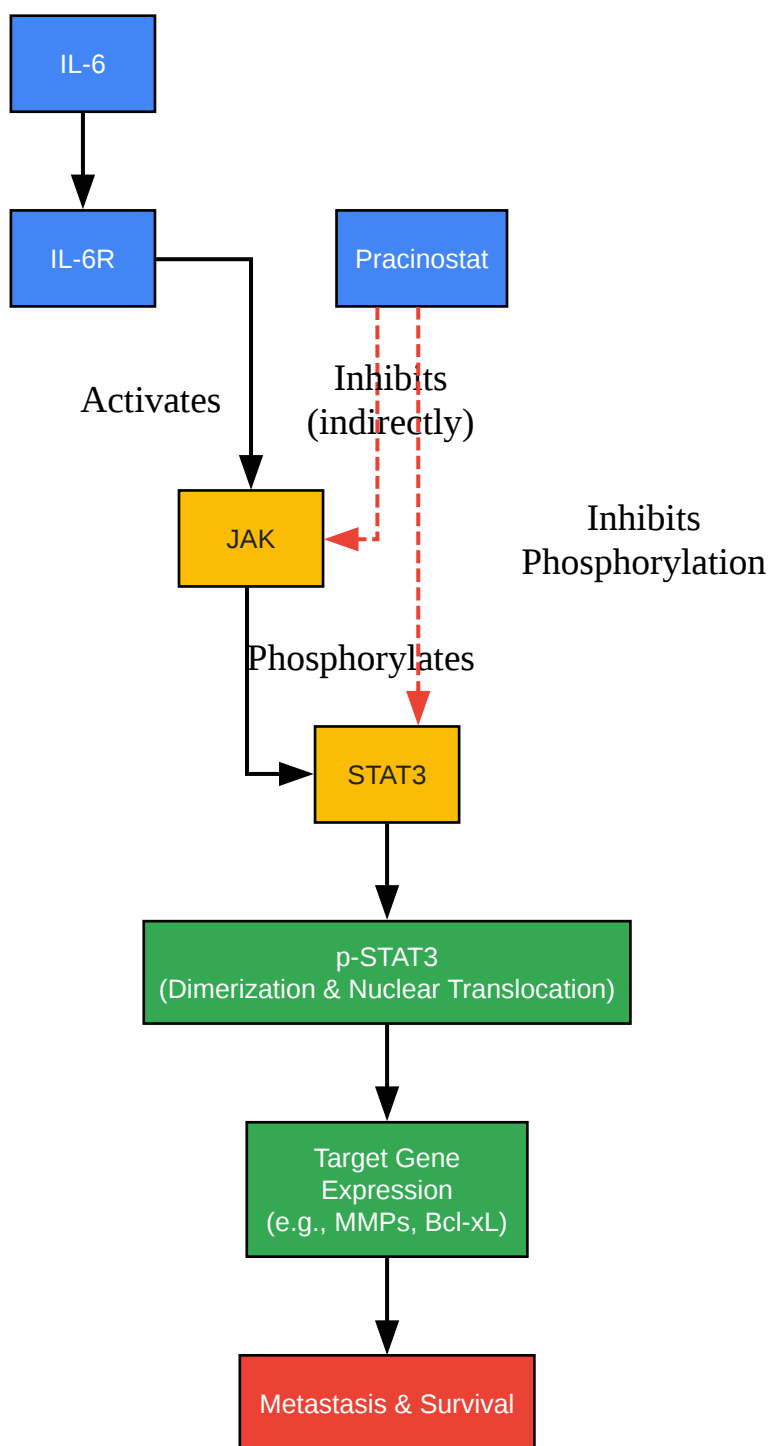 IL-6
IL-6R
Pracinostat
Activates
Inhibits
(indirectly)
JAK
Inhibits
Phosphorylation
Phosphorylates
STAT3
p-STAT3
(Dimerization & Nuclear Translocation)
Target Gene
Expression
(e.g., MMPs, Bcl-xL)
Metastasis & Survival